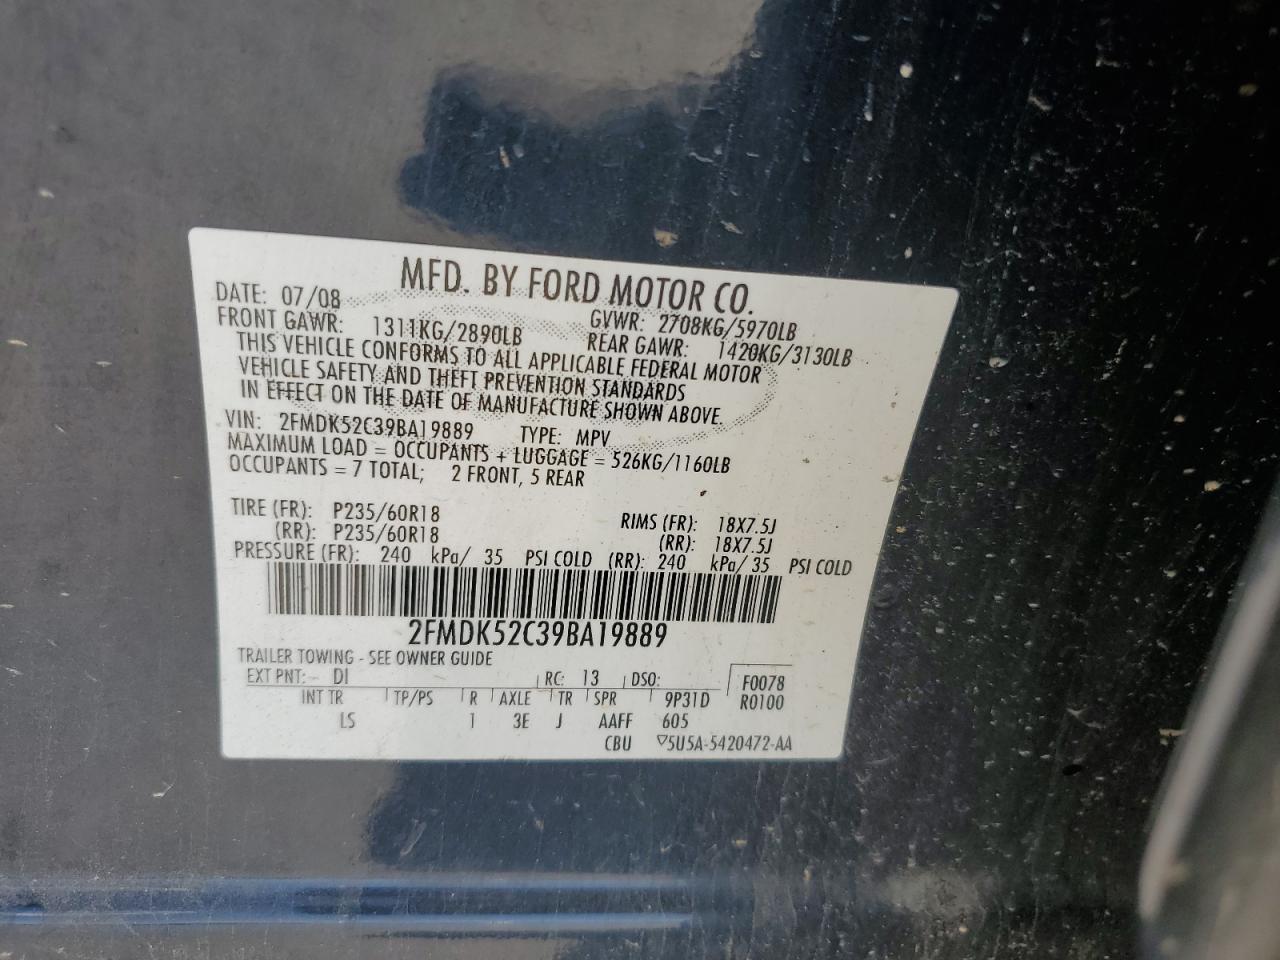 MFD. BY FORD MOTOR CO.
DATE: 07/08 GVWR: 2708KG/5970LB
FRONT GAWR: 1311KG/2890LB REAR GAWR: 1420KG/3130LB
THIS VEHICLE CONFORMS TO ALL APPLICABLE FEDERAL MOTOR
VEHICLE SAFETY AND THEFT PREVENTION STANDARDS
IN EFFECT ON THE DATE OF MANUFACTURE SHOWN ABOVE.
VIN: 2FMDK52C39BA19889 TYPE: MPV
MAXIMUM LOAD = OCCUPANTS + LUGGAGE = 526KG/1160LB
OCCUPANTS = 7 TOTAL; 2 FRONT, 5 REAR
TIRE (FR): P235/60R18 RIMS (FR): 18X7.5J
(RR): P235/60R18 (RR): 18X7.5J
PRESSURE (FR): 240 kPa/ 35 PSI COLD (RR): 240 kPa/ 35 PSI COLD
2FMDK52C39BA19889
TRAILER TOWING - SEE OWNER GUIDE
EXT PNT: DI RC: 13 DSO: F0078
INT TR TP/PS R AXLE TR SPR 9P31D R0100
LS 1 3E J AAFF 605
CBU ▽5U5A-5420472-AA